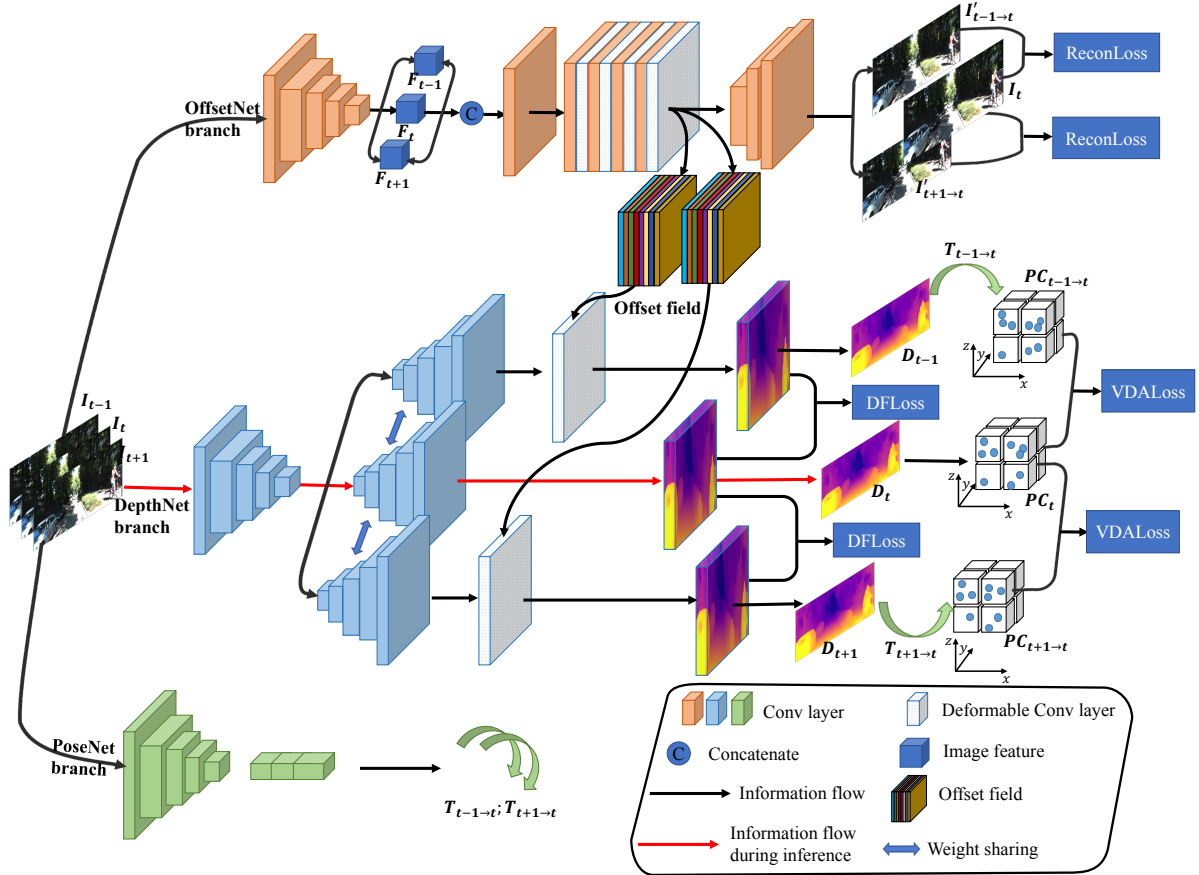 OffsetNet
branch
F_{t-1}
F_t
F_{t+1}
C
I'_{t-1→t}
I_t
I'_{t+1→t}
ReconLoss
ReconLoss
Offset field
I_{t-1}
I_t
I_{t+1}
DepthNet
branch
D_{t-1}
D_t
D_{t+1}
DFLoss
DFLoss
T_{t-1→t}
PC_{t-1→t}
z
y
x
PC_t
z
y
x
T_{t+1→t}
PC_{t+1→t}
z
y
x
VDALoss
VDALoss
PoseNet
branch
T_{t-1→t}; T_{t+1→t}
Conv layer
Deformable Conv layer
C
Concatenate
Image feature
Information flow
Offset field
Information flow
during inference
Weight sharing